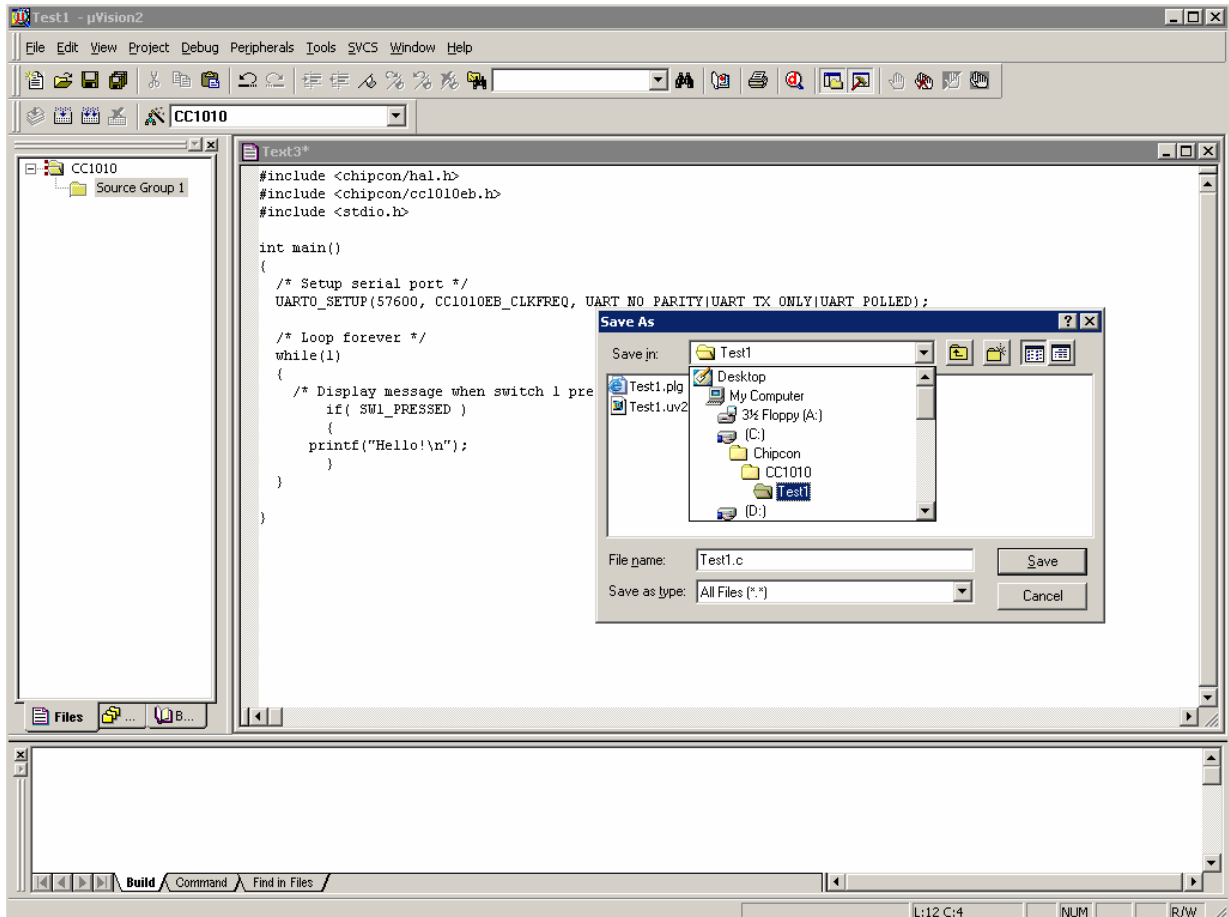 Test1 - µVision2
File Edit View Project Debug Peripherals Tools SVCS Window Help
CC1010
CC1010
Source Group 1
Files
...
B...
Text3*
#include <chipcon/hal.h>
#include <chipcon/cc1010eb.h>
#include <stdio.h>
int main()
{
/* Setup serial port */
UART0_SETUP(57600, CC1010EB_CLKFREQ, UART_NO_PARITY|UART_TX_ONLY|UART_POLLED);
/* Loop forever */
while(1)
{
/* Display message when switch 1 pre
if( SW1_PRESSED )
{
printf("Hello!\n");
}
}
}
Save As
Save in: Test1
Test1.plg
Test1.uv2
Desktop
My Computer
3½ Floppy (A:)
(C:)
Chipcon
CC1010
Test1
(D:)
File name: Test1.c
Save
Save as type: All Files (*.*)
Cancel
Build Command Find in Files
L:12 C:4 NUM R/W